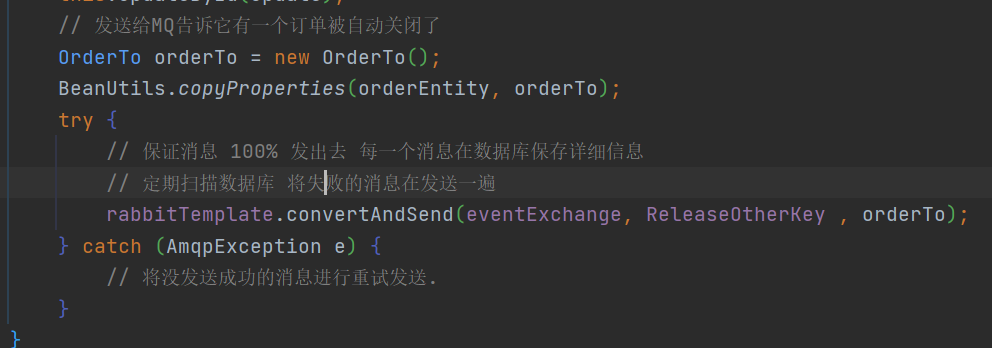 this.updateById(update);
// 发送给MQ告诉它有一个订单被自动关闭了
OrderTo orderTo = new OrderTo();
BeanUtils.copyProperties(orderEntity, orderTo);
try {
// 保证消息 100% 发出去 每一个消息在数据库保存详细信息
// 定期扫描数据库 将失败的消息在发送一遍
rabbitTemplate.convertAndSend(eventExchange, ReleaseOtherKey , orderTo);
} catch (AmqpException e) {
// 将没发送成功的消息进行重试发送.
}
}